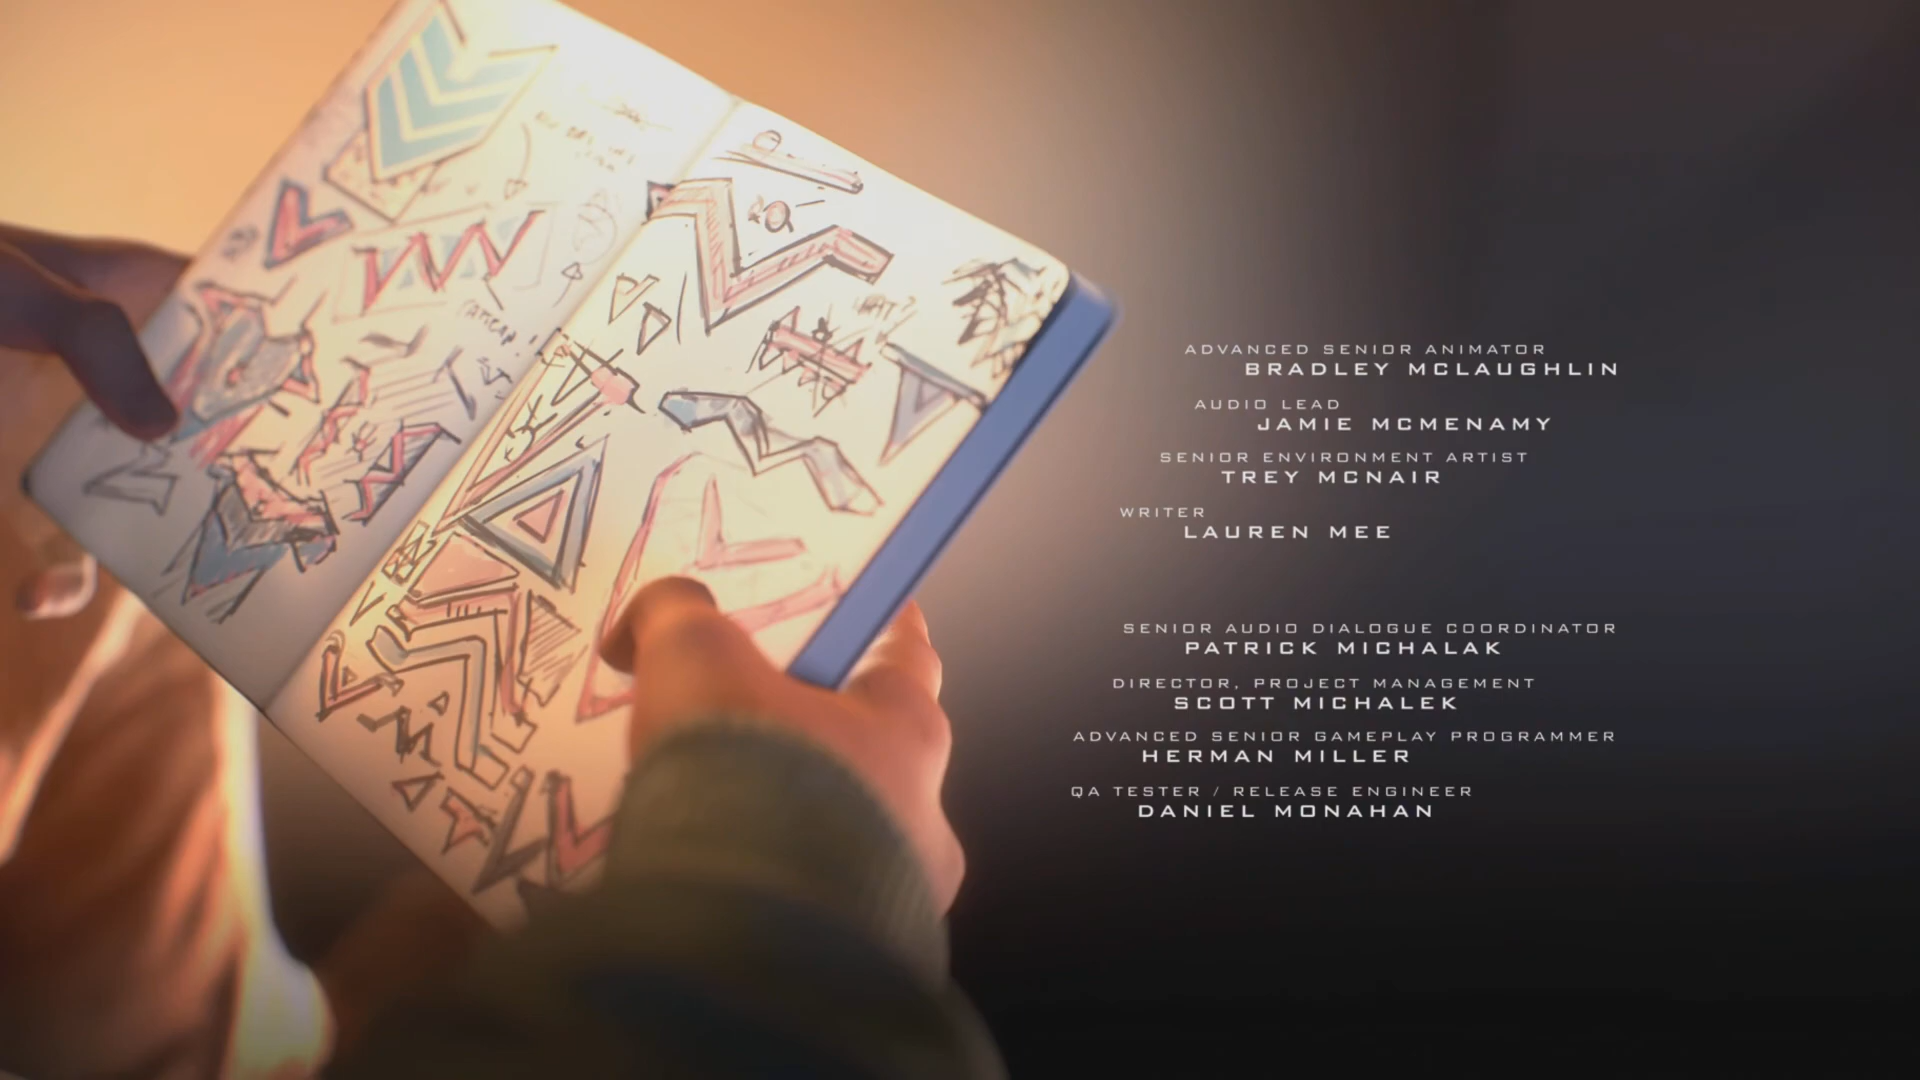 WHAT?
ADVANCED SENIOR ANIMATOR
BRADLEY MCLAUGHLIN
AUDIO LEAD
JAMIE MCMENAMY
SENIOR ENVIRONMENT ARTIST
TREY MCNAIR
WRITER
LAUREN MEE
SENIOR AUDIO DIALOGUE COORDINATOR
PATRICK MICHALAK
DIRECTOR, PROJECT MANAGEMENT
SCOTT MICHALEK
ADVANCED SENIOR GAMEPLAY PROGRAMMER
HERMAN MILLER
QA TESTER / RELEASE ENGINEER
DANIEL MONAHAN